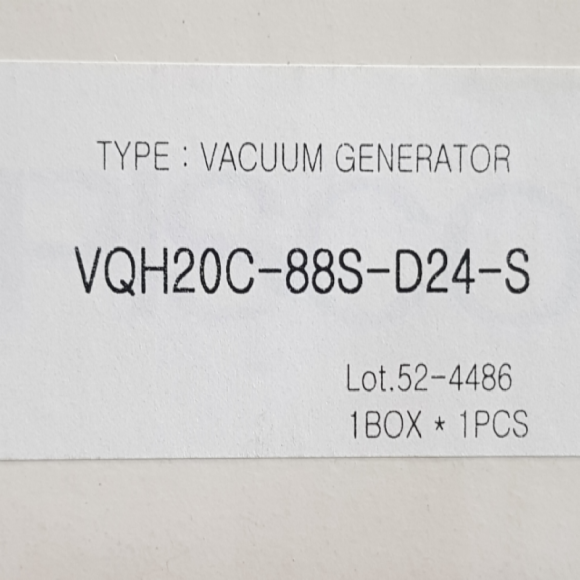 TYPE : VACUUM GENERATOR
VQH20C-88S-D24-S
Lot.52-4486
1BOX * 1PCS